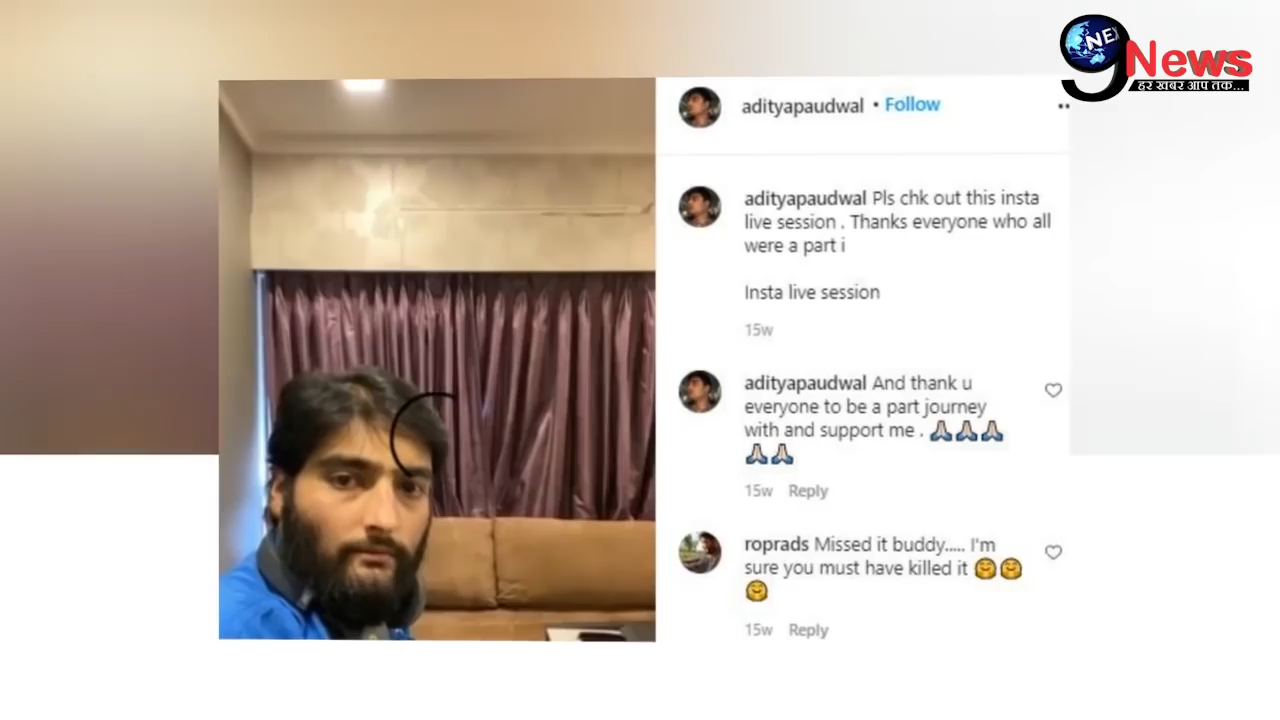 NEX
9 News
हर खबर आप तक...
adityapaudwal • Follow
adityapaudwal Pls chk out this insta
live session . Thanks everyone who all
were a part i
Insta live session
15w
adityapaudwal And thank u
everyone to be a part journey
with and support me . 🙏🏻🙏🏻🙏🏻
🙏🏻🙏🏻
15w Reply
roprads Missed it buddy..... I'm
sure you must have killed it 🤗🤗
🤗
15w Reply